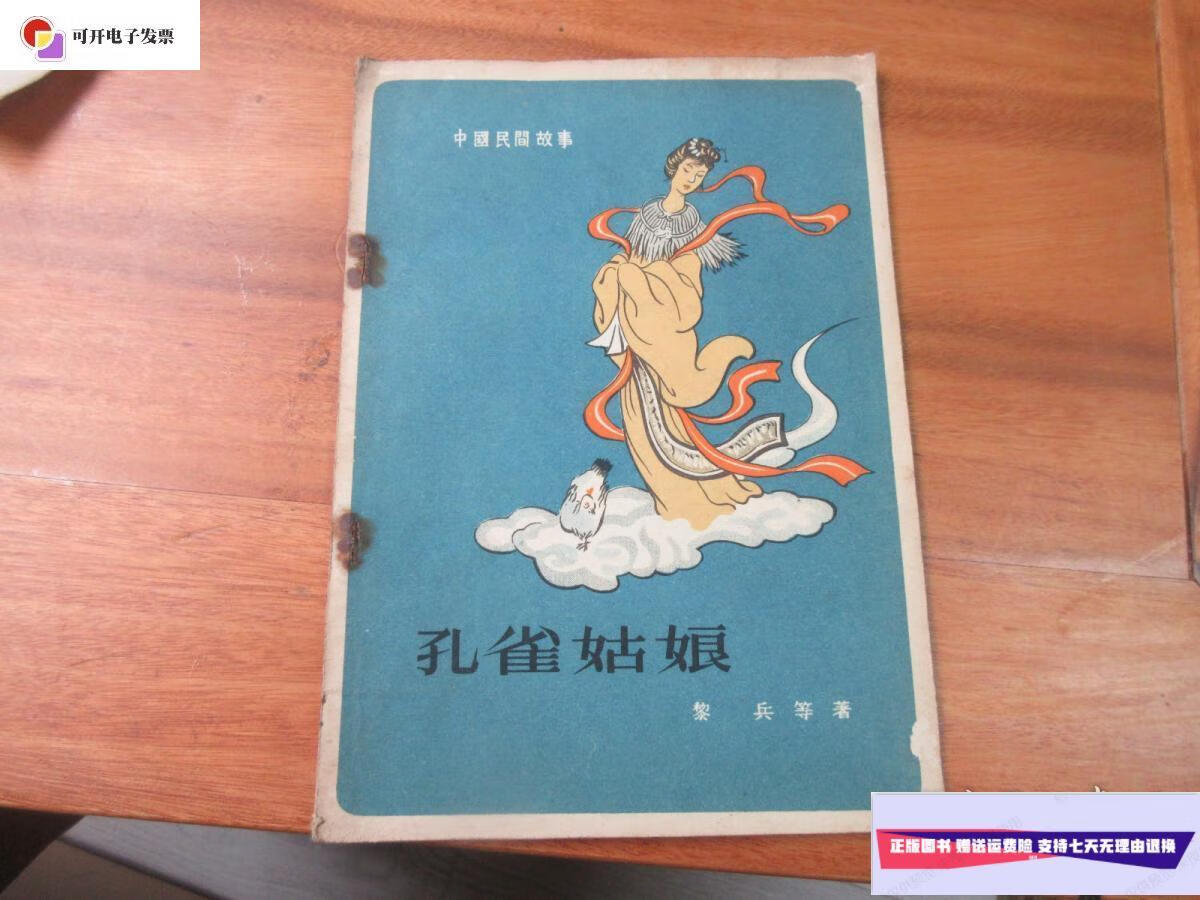 可开电子发票
中國民間故事
孔雀姑娘
黎 兵等著
正版图书 赠送运费险 支持七天无理由退换